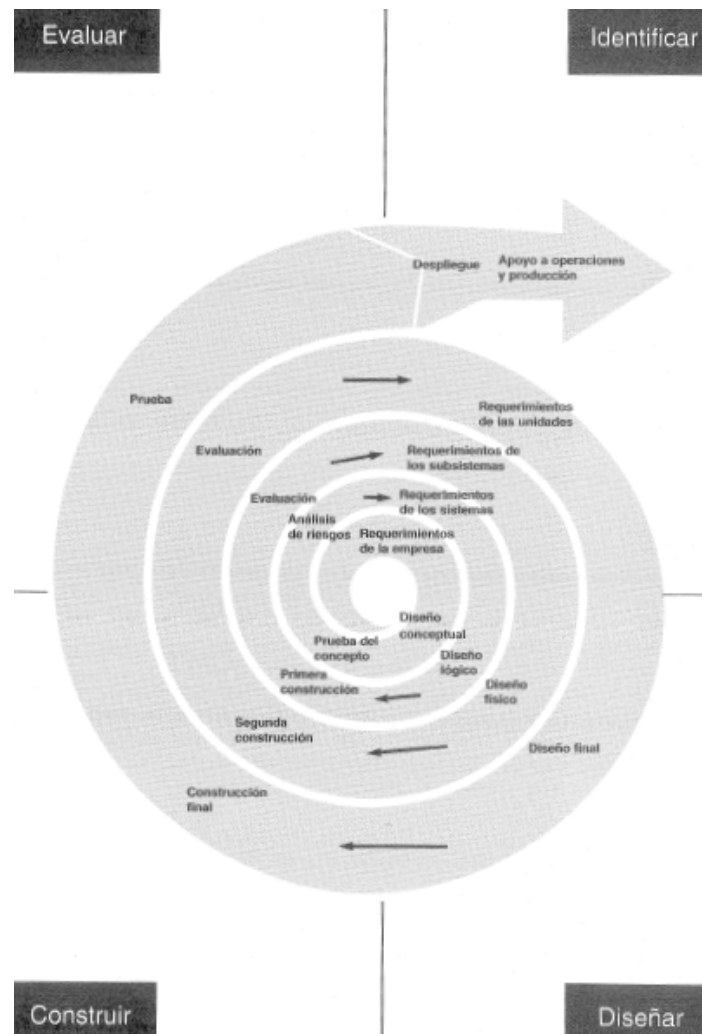 Evaluar
Identificar
Despliegue
Apoyo a operaciones
y producción
Prueba
Requerimientos
de las unidades
Evaluación
Requerimientos de
los subsistemas
Evaluación
Requerimientos
de los sistemas
Análisis
de riesgos
Requerimientos
de la empresa
Diseño
conceptual
Prueba del
concepto
Diseño
lógico
Primera
construcción
Diseño
físico
Segunda
construcción
Diseño final
Construcción
final
Construir
Diseñar